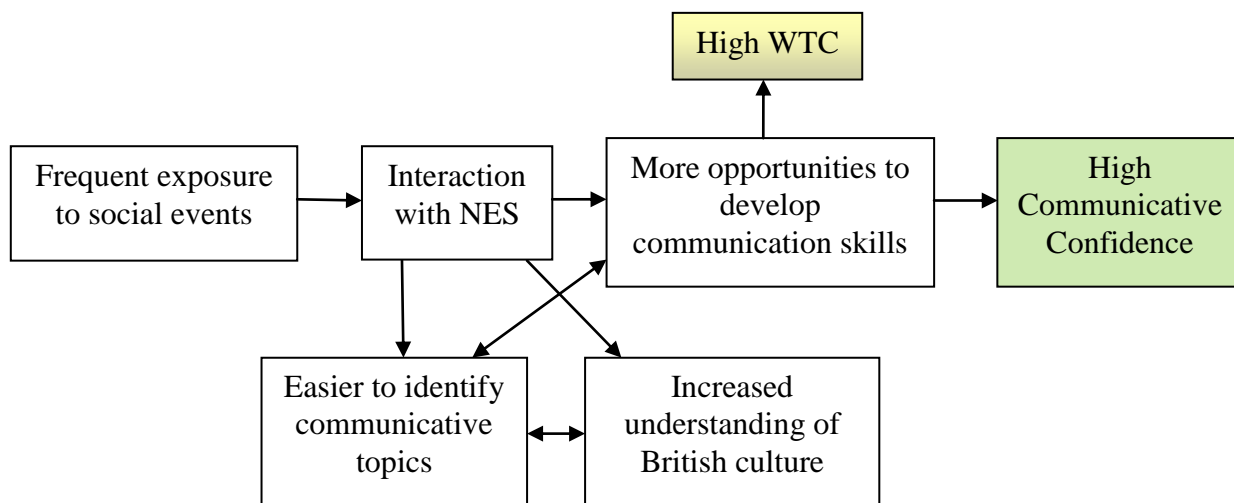 High WTC
Frequent exposure
to social events
Interaction
with NES
More opportunities to
develop
communication skills
High
Communicative
Confidence
Easier to identify
communicative
topics
Increased
understanding of
British culture